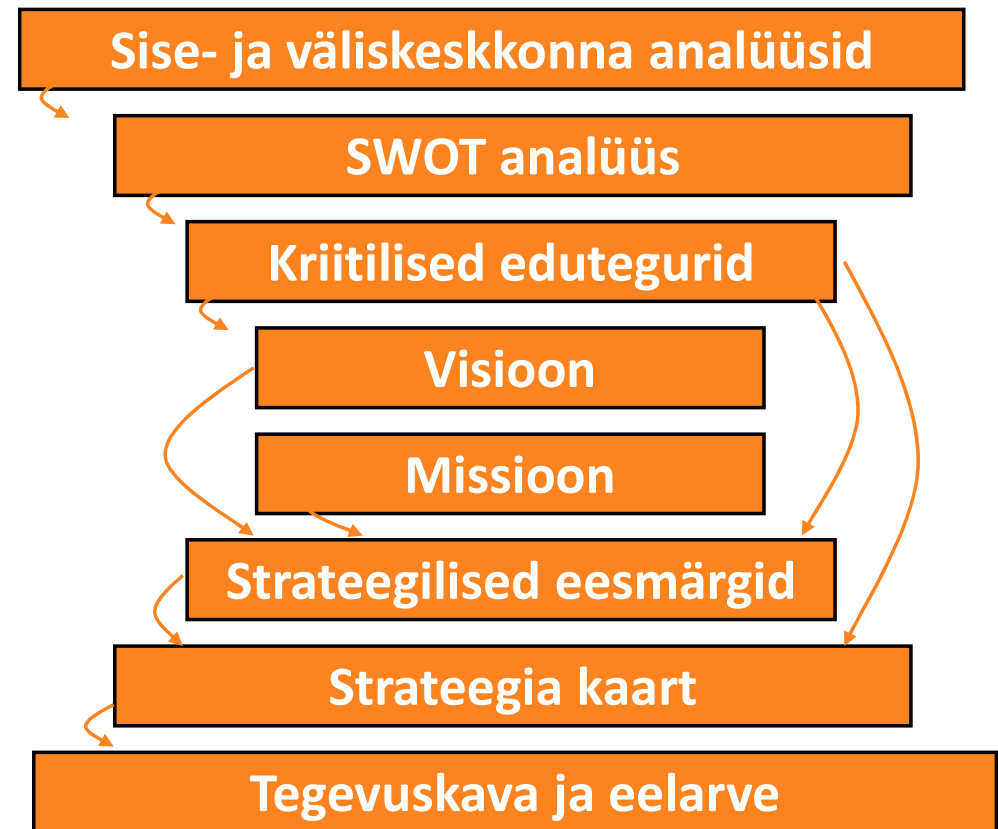 Sise- ja väliskeskkonna analüüsid
SWOT analüüs
Kriitilised edutegurid
Visioon
Missioon
Strateegilised eesmärgid
Strateegia kaart
Tegevuskava ja eelarve